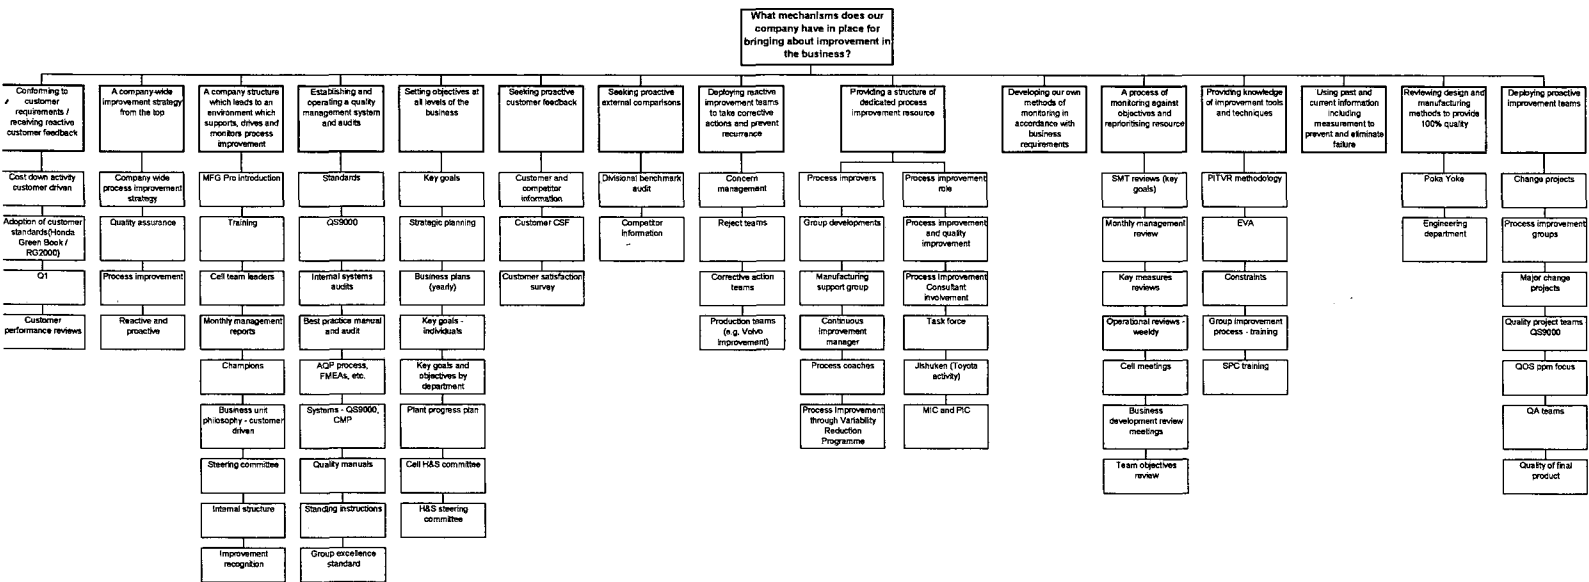 What mechanisms does our
company have in place for
bringing about improvement in
the business?
Conforming to
customer
requirements /
receiving reactive
customer feedback
Cost down activity
customer driven
Adoption of customer
standards(Honda
Green Book /
RG2000)
Q1
Customer
performance reviews
A company-wide
improvement strategy
from the top
Company wide
process improvement
strategy
Quality assurance
Process improvement
Reactive and
proactive
A company structure
which leads to an
environment which
supports, drives and
monitors process
improvement
MFG Pro introduction
Training
Cell team leaders
Monthly management
reports
Champions
Business unit
philosophy - customer
driven
Steering committee
Internal structure
Improvement
recognition
Establishing and
operating a quality
management system
and audits
Standards
QS9000
Internal systems
audits
Best practice manual
and audit
AQP process,
FMEAs, etc.
Systems - QS9000,
CMP
Quality manuals
Standing instructions
Group excellence
standard
Setting objectives at
all levels of the
business
Key goals
Strategic planning
Business plans
(yearly)
Key goals -
individuals
Key goals and
objectives by
department
Plant progress plan
Cell H&S committee
H&S steering
committee
Seeking proactive
customer feedback
Customer and
competitor
information
Customer CSF
Customer satisfaction
survey
Seeking proactive
external comparisons
Divisional benchmark
audit
Competitor
information
Deploying reactive
improvement teams
to take corrective
actions and prevent
recurrance
Concern
management
Reject teams
Corrective action
teams
Production teams
(e.g. Volvo
Improvement)
Providing a structure of
dedicated process
improvement resource
Process improvers
Group developments
Manufacturing
support group
Continuous
improvement
manager
Process coaches
Process Improvement
through Variability
Reduction
Programme
Process improvement
role
Process improvement
and quality
improvement
Process Improvement
Consultant
involvement
Task force
Jishuken (Toyota
activity)
MIC and PIC
Developing our own
methods of
monitoring in
accordance with
business
requirements
A process of
monitoring against
objectives and
reprioritising resource
SMT reviews (key
goals)
Monthly management
review
Key measures
reviews
Operational reviews -
weekly
Cell meetings
Business
development review
meetings
Team objectives
review
Providing knowledge
of improvement tools
and techniques
PITVR methodology
EVA
Constraints
Group improvement
process - training
SPC training
Using past and
current information
including
measurement to
prevent and eliminate
failure
Reviewing design and
manufacturing
methods to provide
100% quality
Poka Yoke
Engineering
department
Deploying proactive
improvement teams
Change projects
Process improvement
groups
Major change
projects
Quality project teams
QS9000
QOS ppm focus
QA teams
Quality of final
product